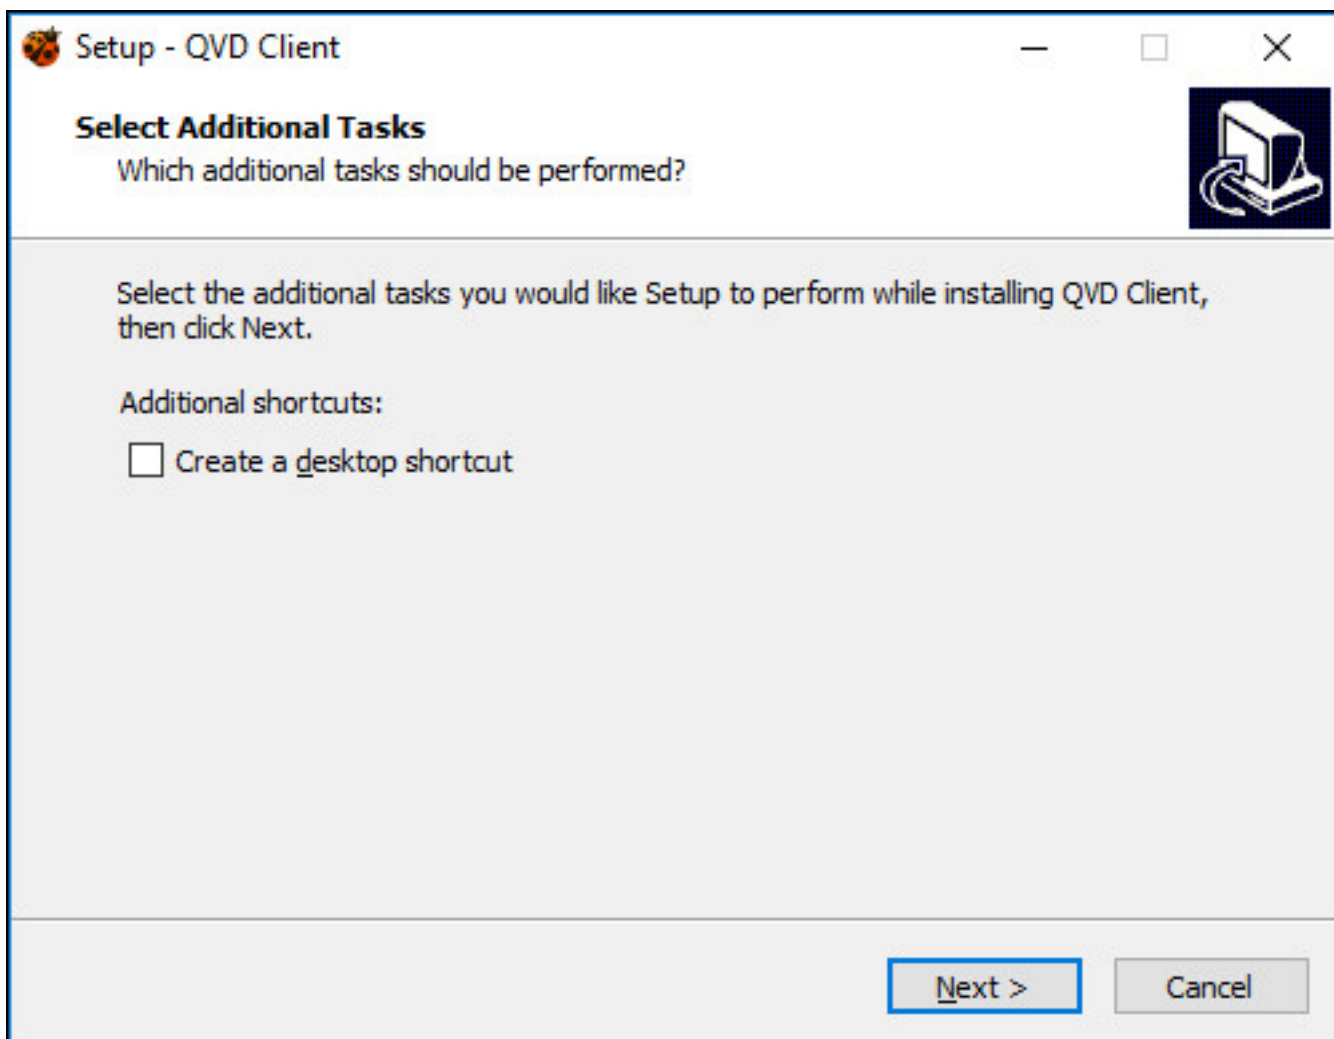 Setup - QVD Client
Select Additional Tasks
Which additional tasks should be performed?
Select the additional tasks you would like Setup to perform while installing QVD Client,
then click Next.
Additional shortcuts:
Create a desktop shortcut
Next >
Cancel